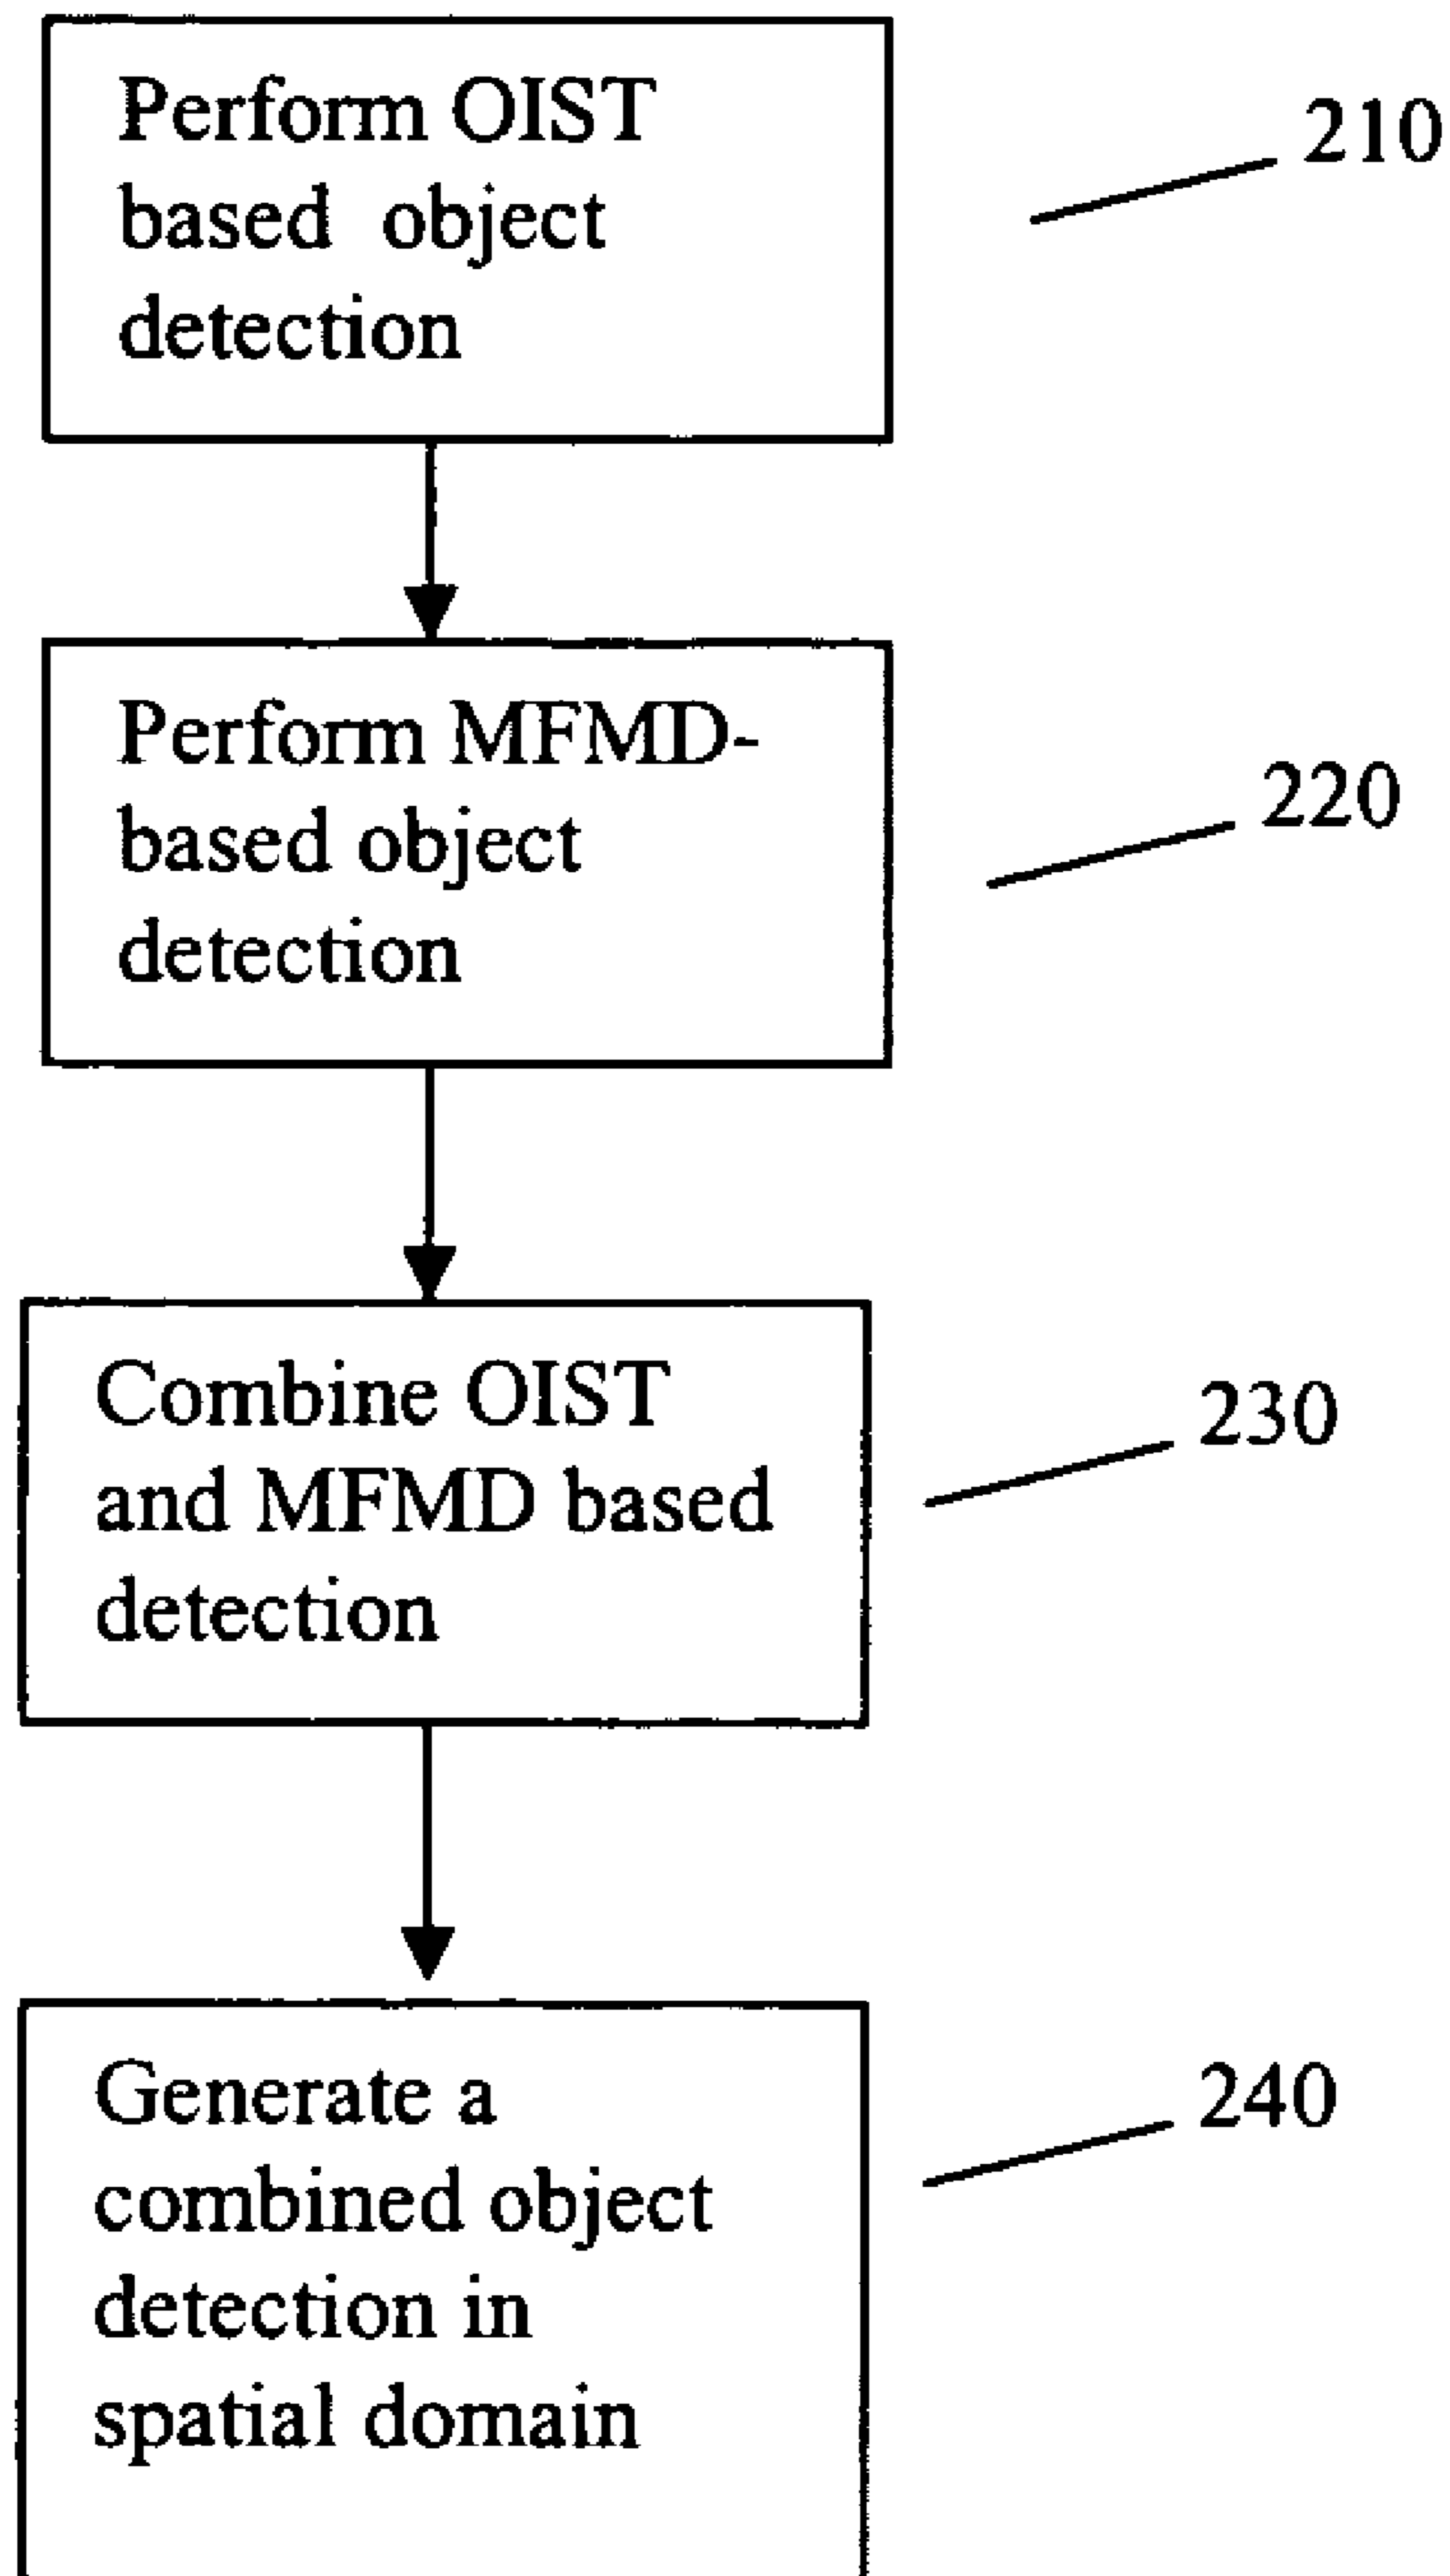 Perform OIST
based object
detection
210
Perform MFMD-
based object
detection
220
Combine OIST
and MFMD based
detection
230
Generate a
combined object
detection in
spatial domain
240